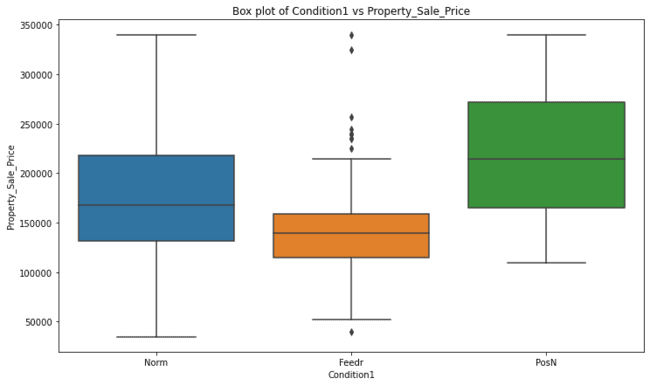 Box plot of Condition1 vs Property_Sale_Price
350000
300000
250000
200000
150000
100000
50000
Property_Sale_Price
Norm
Feedr
PosN
Condition1